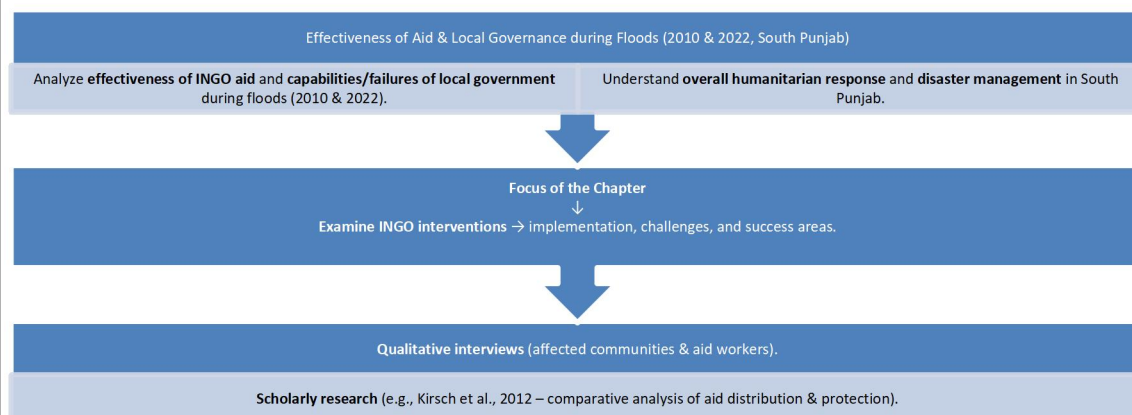 Effectiveness of Aid & Local Governance during Floods (2010 & 2022, South Punjab)
Analyze effectiveness of INGO aid and capabilities/failures of local government
during floods (2010 & 2022).
Understand overall humanitarian response and disaster management in South
Punjab.
Focus of the Chapter
↓
Examine INGO interventions → implementation, challenges, and success areas.
Qualitative interviews (affected communities & aid workers).
Scholarly research (e.g., Kirsch et al., 2012 – comparative analysis of aid distribution & protection).